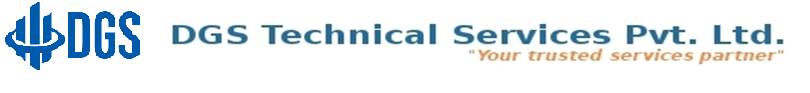 DGS
DGS Technical Services Pvt. Ltd.
"Your trusted services partner"